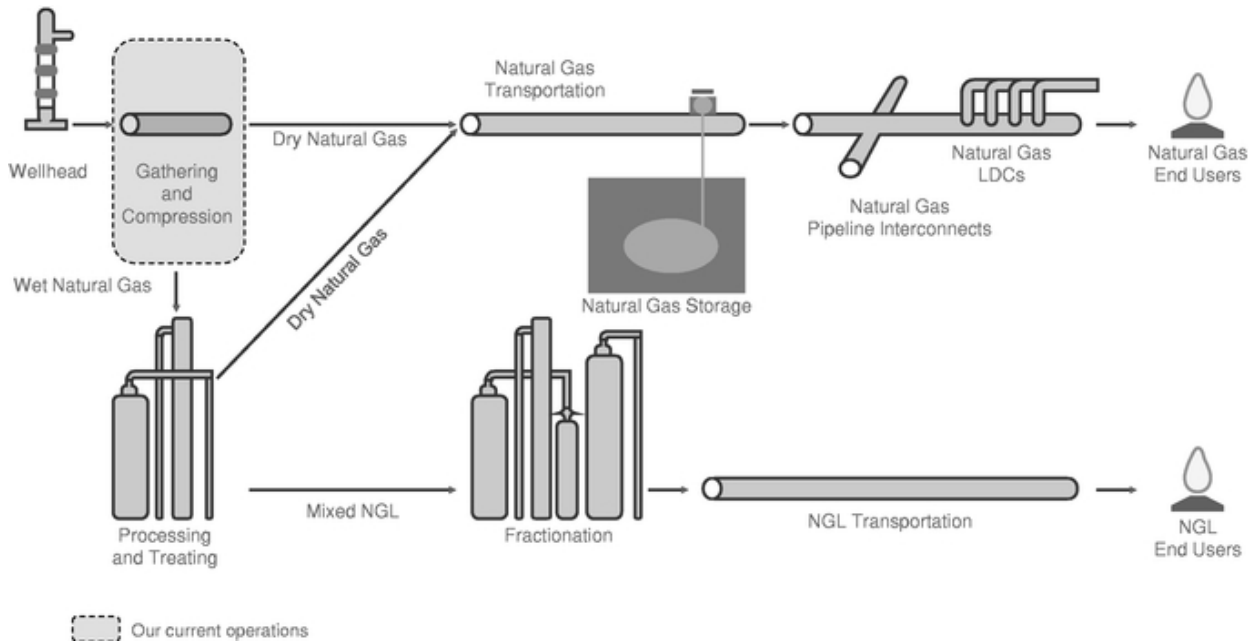 Natural Gas
Transportation
Dry Natural Gas
Wellhead
Gathering
and
Compression
Natural Gas
LDCs
Natural Gas
End Users
Natural Gas
Pipeline Interconnects
Wet Natural Gas
Dry Natural Gas
Natural Gas Storage
Mixed NGL
Processing
and Treating
Fractionation
NGL Transportation
NGL
End Users
Our current operations